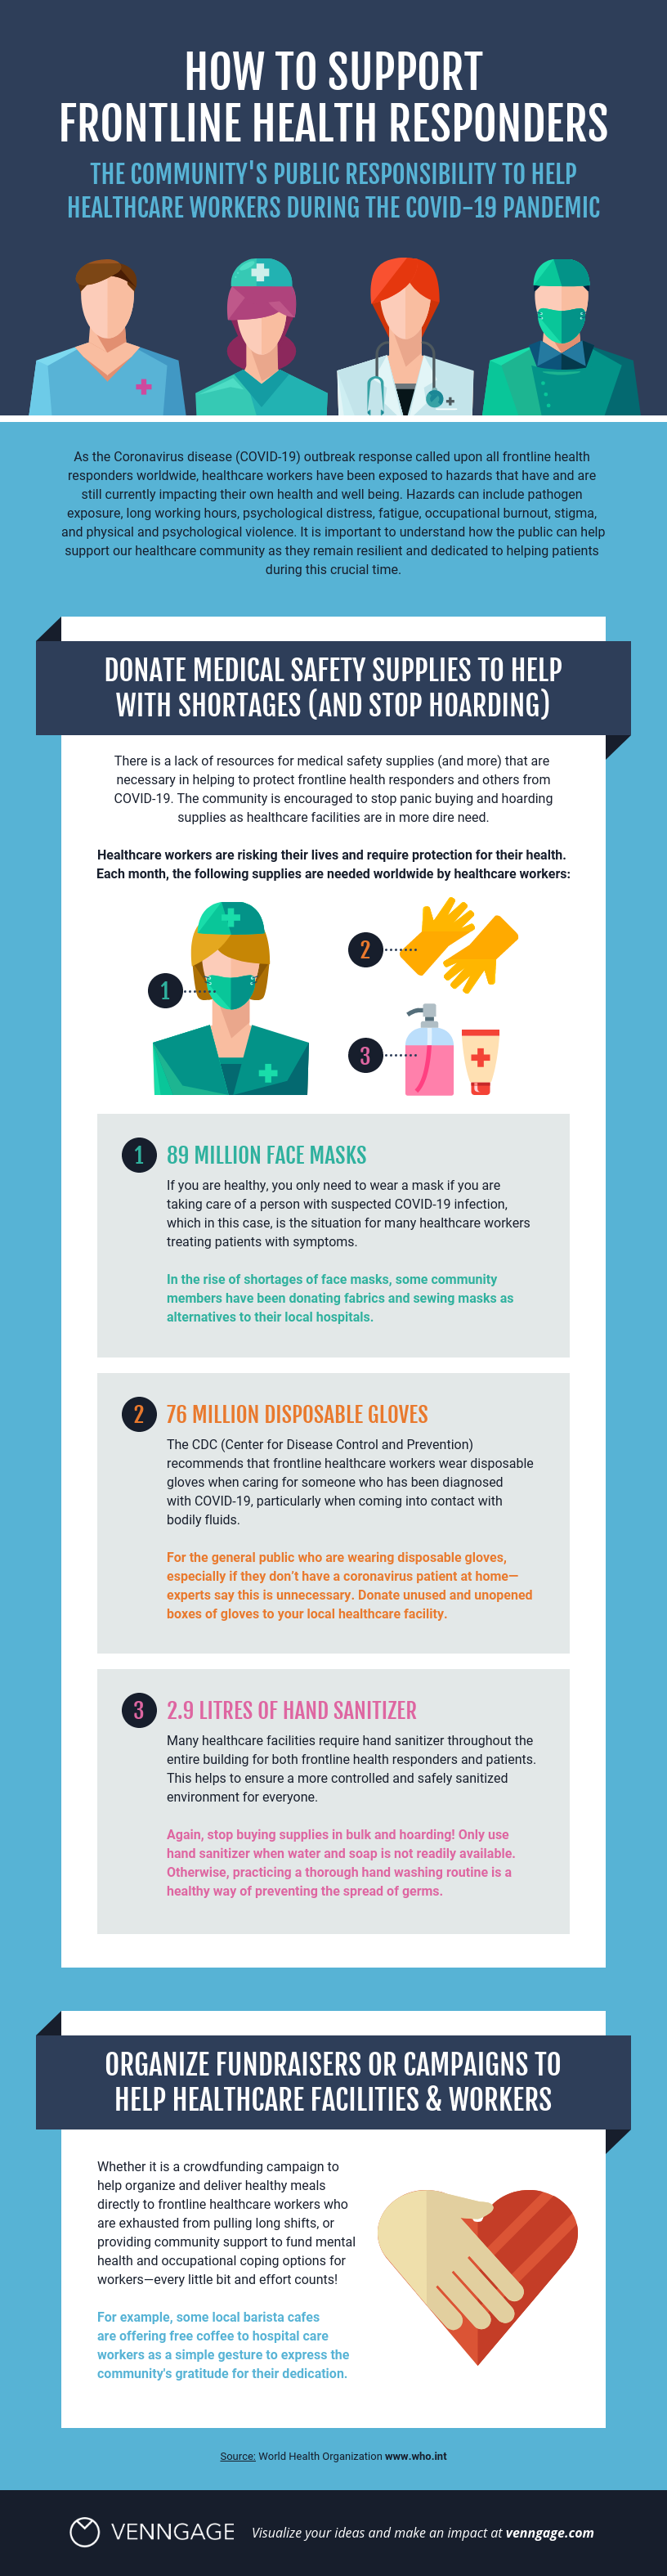 HOW TO SUPPORT
FRONTLINE HEALTH RESPONDERS
THE COMMUNITY'S PUBLIC RESPONSIBILITY TO HELP
HEALTHCARE WORKERS DURING THE COVID-19 PANDEMIC
As the Coronavirus disease (COVID-19) outbreak response called upon all frontline health
responders worldwide, healthcare workers have been exposed to hazards that have and are
still currently impacting their own health and well being. Hazards can include pathogen
exposure, long working hours, psychological distress, fatigue, occupational burnout, stigma,
and physical and psychological violence. It is important to understand how the public can help
support our healthcare community as they remain resilient and dedicated to helping patients
during this crucial time.
DONATE MEDICAL SAFETY SUPPLIES TO HELP
WITH SHORTAGES (AND STOP HOARDING)
There is a lack of resources for medical safety supplies (and more) that are
necessary in helping to protect frontline health responders and others from
COVID-19. The community is encouraged to stop panic buying and hoarding
supplies as healthcare facilities are in more dire need.
Healthcare workers are risking their lives and require protection for their health.
Each month, the following supplies are needed worldwide by healthcare workers:
1
2
3
1 89 MILLION FACE MASKS
If you are healthy, you only need to wear a mask if you are
taking care of a person with suspected COVID-19 infection,
which in this case, is the situation for many healthcare workers
treating patients with symptoms.
In the rise of shortages of face masks, some community
members have been donating fabrics and sewing masks as
alternatives to their local hospitals.
2 76 MILLION DISPOSABLE GLOVES
The CDC (Center for Disease Control and Prevention)
recommends that frontline healthcare workers wear disposable
gloves when caring for someone who has been diagnosed
with COVID-19, particularly when coming into contact with
bodily fluids.
For the general public who are wearing disposable gloves,
especially if they don't have a coronavirus patient at home—
experts say this is unnecessary. Donate unused and unopened
boxes of gloves to your local healthcare facility.
3 2.9 LITRES OF HAND SANITIZER
Many healthcare facilities require hand sanitizer throughout the
entire building for both frontline health responders and patients.
This helps to ensure a more controlled and safely sanitized
environment for everyone.
Again, stop buying supplies in bulk and hoarding! Only use
hand sanitizer when water and soap is not readily available.
Otherwise, practicing a thorough hand washing routine is a
healthy way of preventing the spread of germs.
ORGANIZE FUNDRAISERS OR CAMPAIGNS TO
HELP HEALTHCARE FACILITIES & WORKERS
Whether it is a crowdfunding campaign to
help organize and deliver healthy meals
directly to frontline healthcare workers who
are exhausted from pulling long shifts, or
providing community support to fund mental
health and occupational coping options for
workers—every little bit and effort counts!
For example, some local barista cafes
are offering free coffee to hospital care
workers as a simple gesture to express the
community's gratitude for their dedication.
Source: World Health Organization www.who.int
VENNGAGE Visualize your ideas and make an impact at venngage.com